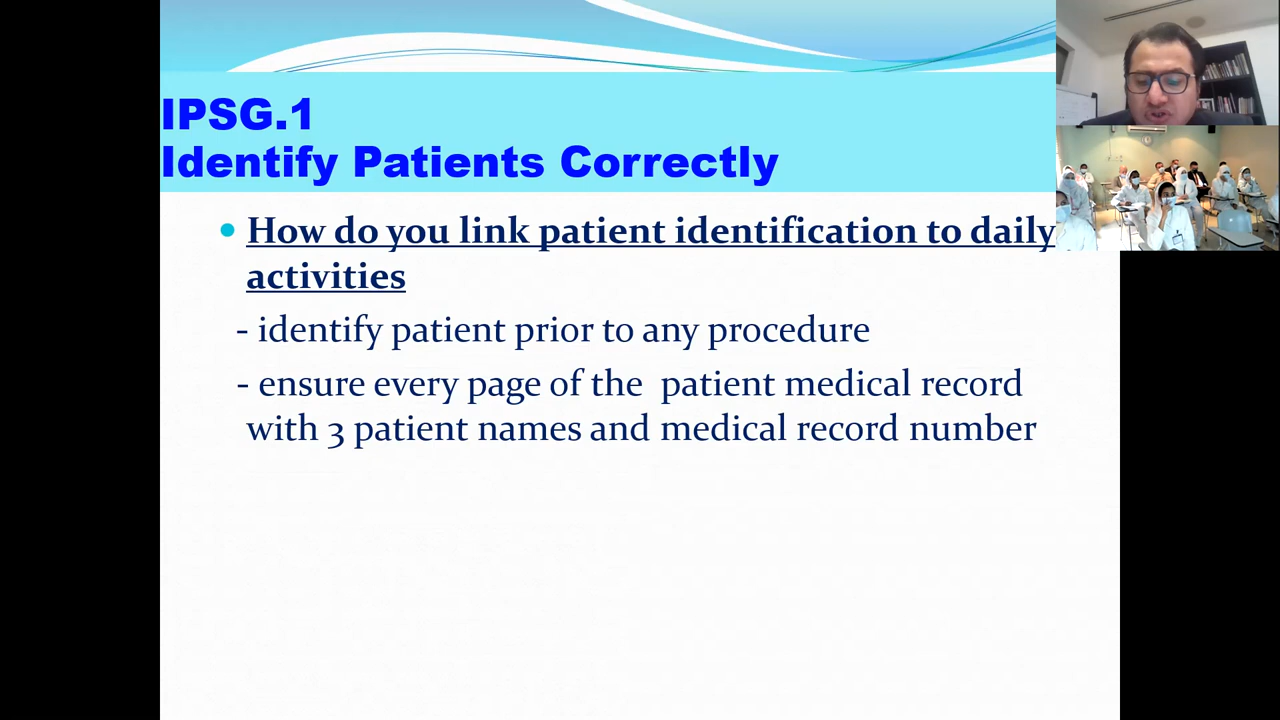 IPSG.1
Identify Patients Correctly
• How do you link patient identification to daily
activities
- identify patient prior to any procedure
- ensure every page of the patient medical record
with 3 patient names and medical record number